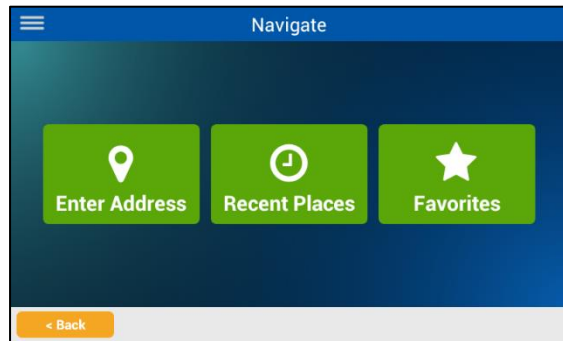 Navigate
Enter Address
Recent Places
Favorites
< Back